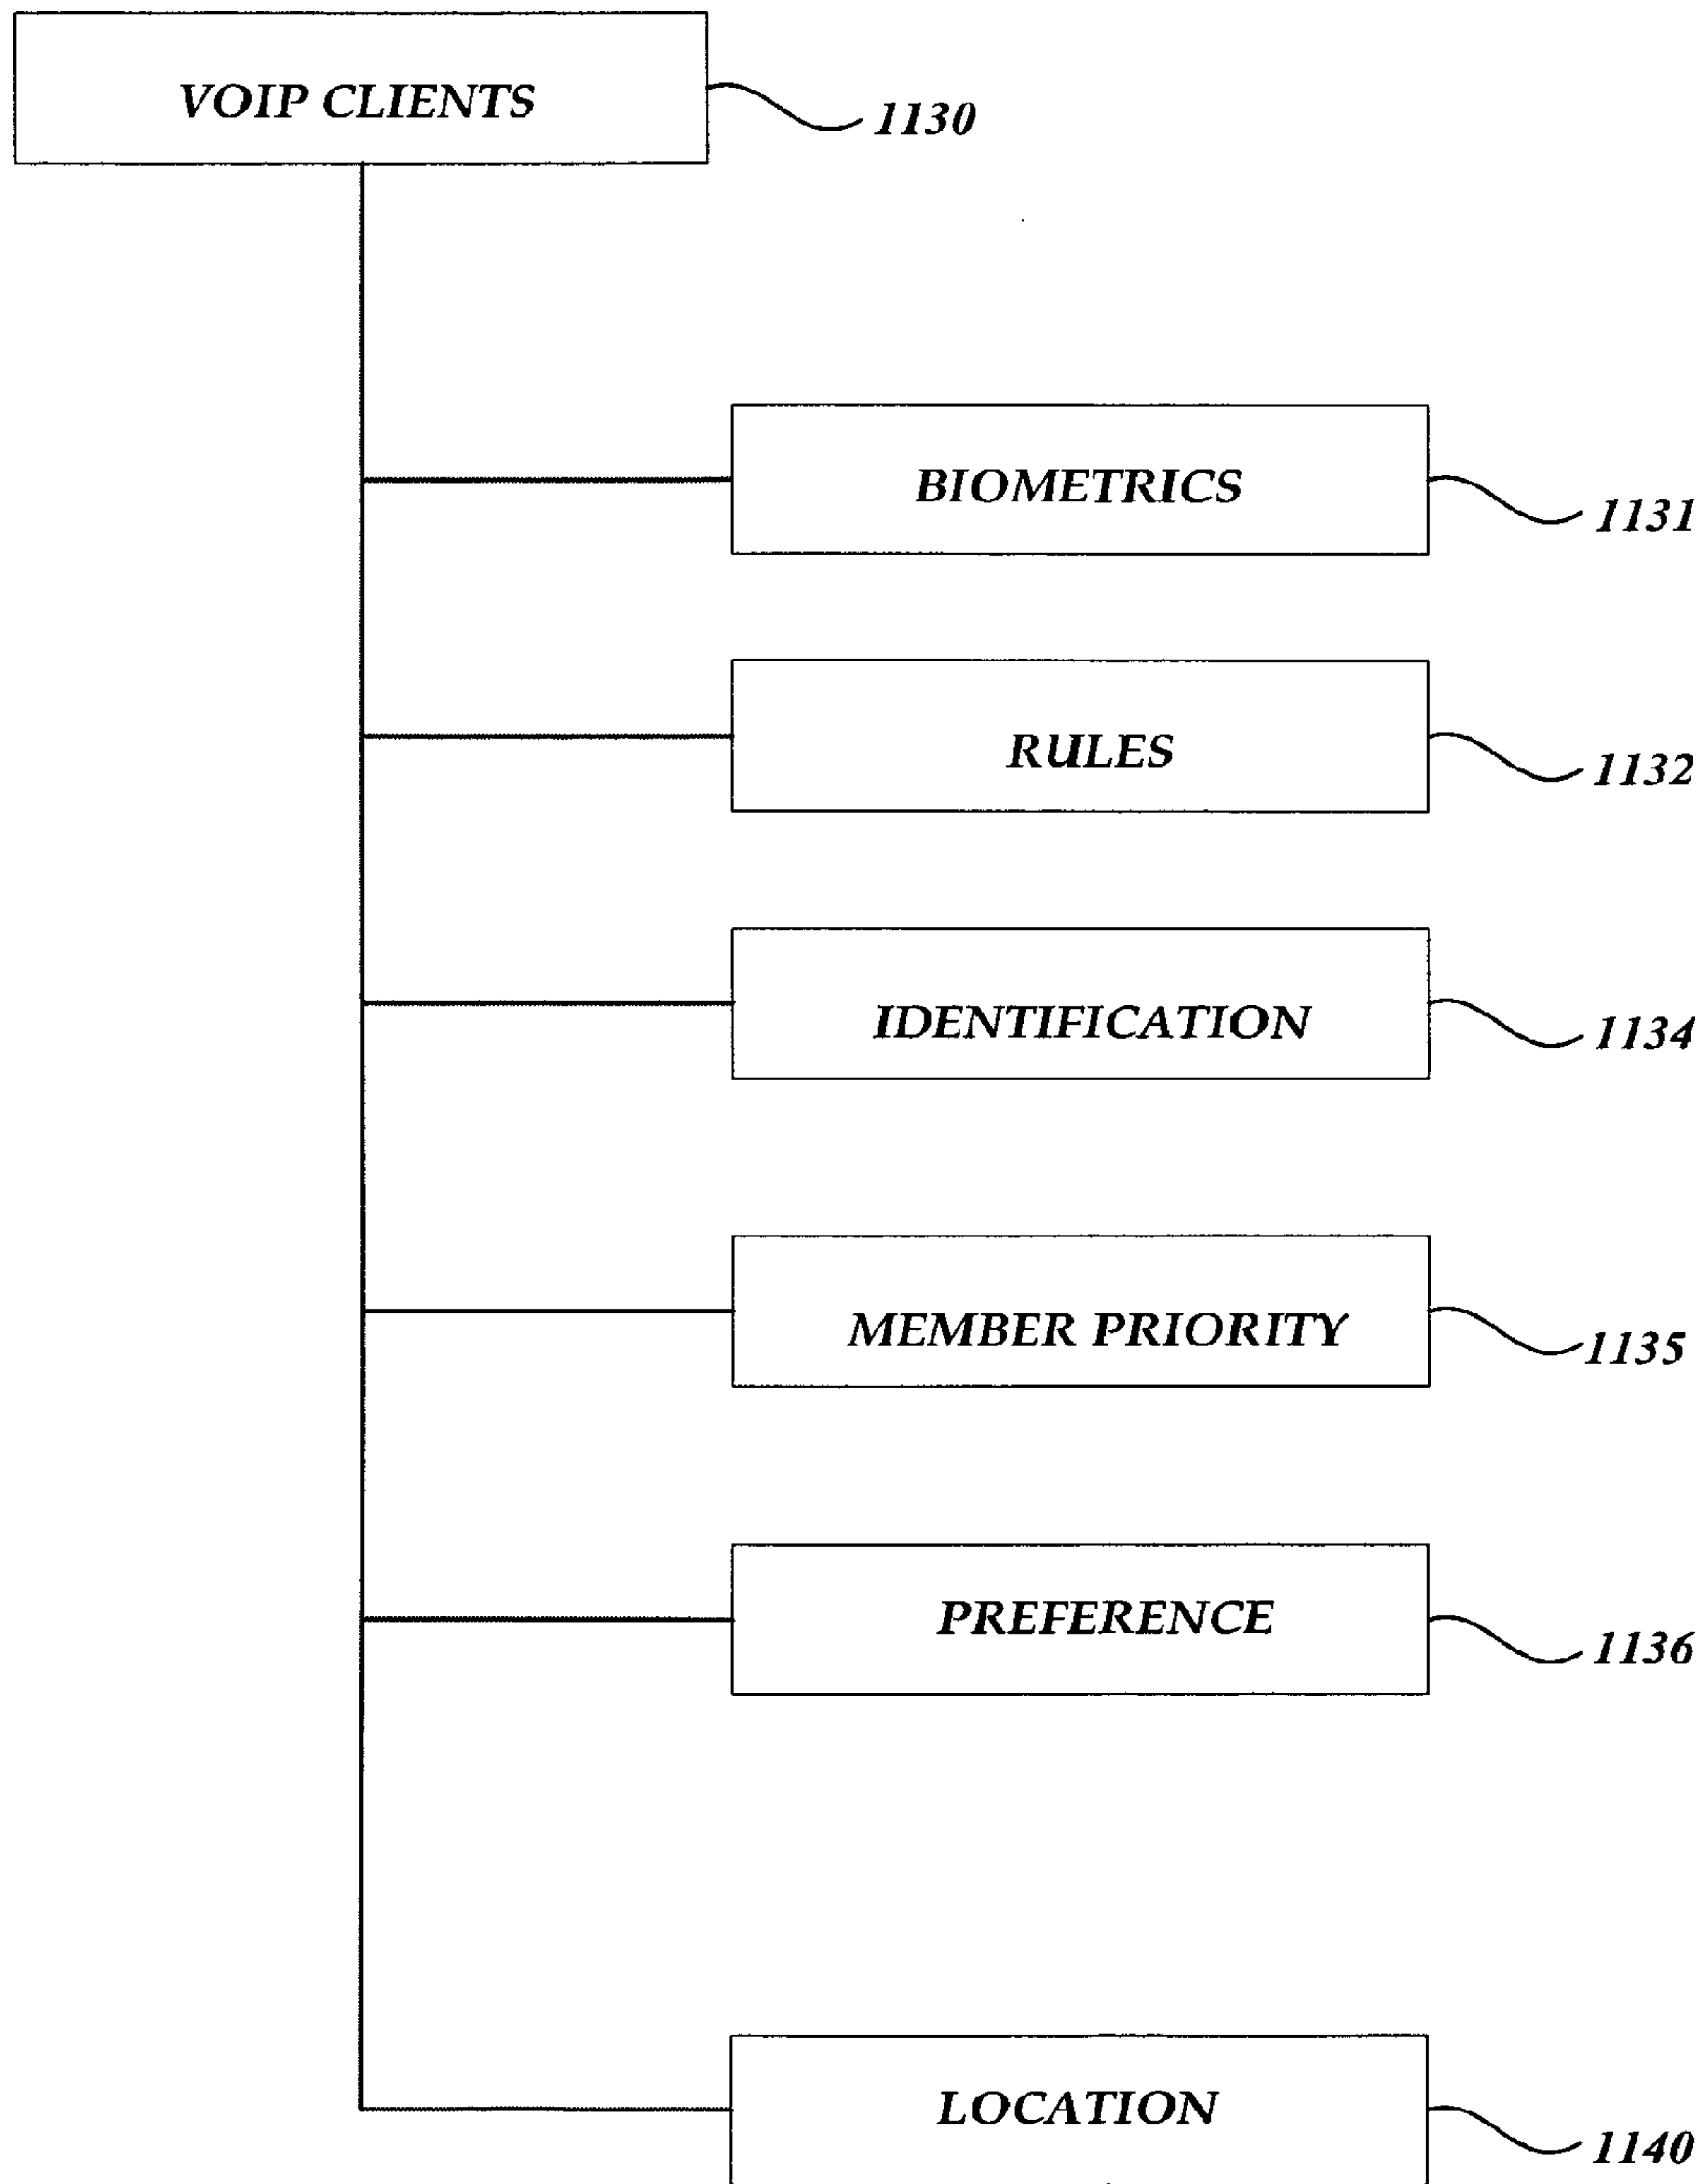 VOIP CLIENTS
1130
BIOMETRICS
1131
RULES
1132
IDENTIFICATION
1134
MEMBER PRIORITY
1135
PREFERENCE
1136
LOCATION
1140